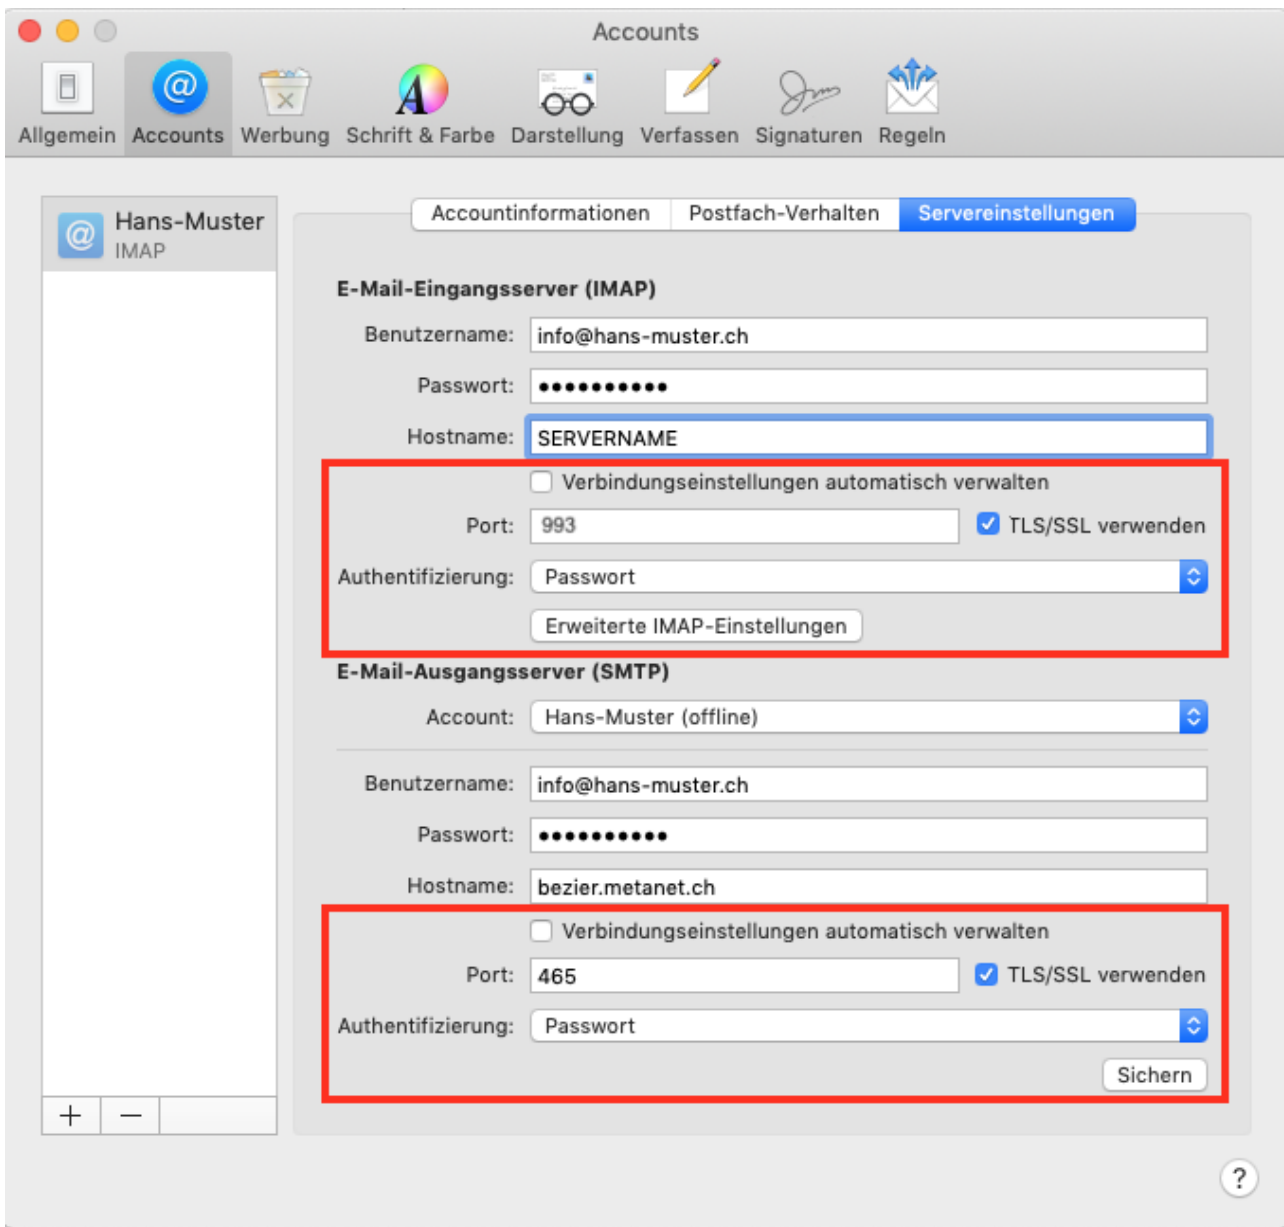 Accounts
Allgemein Accounts Werbung Schrift & Farbe Darstellung Verfassen Signaturen Regeln
Hans-Muster
IMAP
Accountinformationen Postfach-Verhalten Servereinstellungen
E-Mail-Eingangsserver (IMAP)
Benutzername: info@hans-muster.ch
Passwort: ••••••••••
Hostname: SERVERNAME
Verbindungseinstellungen automatisch verwalten
Port: 993 TLS/SSL verwenden
Authentifizierung: Passwort
Erweiterte IMAP-Einstellungen
E-Mail-Ausgangsserver (SMTP)
Account: Hans-Muster (offline)
Benutzername: info@hans-muster.ch
Passwort: ••••••••••
Hostname: bezier.metanet.ch
Verbindungseinstellungen automatisch verwalten
Port: 465 TLS/SSL verwenden
Authentifizierung: Passwort
Sichern
+ −
?